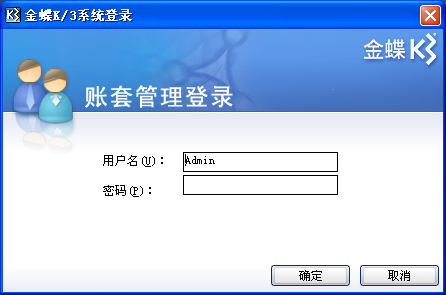 金蝶K/3系统登录
金蝶K3
账套管理登录
用户名(U)：
Admin
密码(P)：
确定
取消